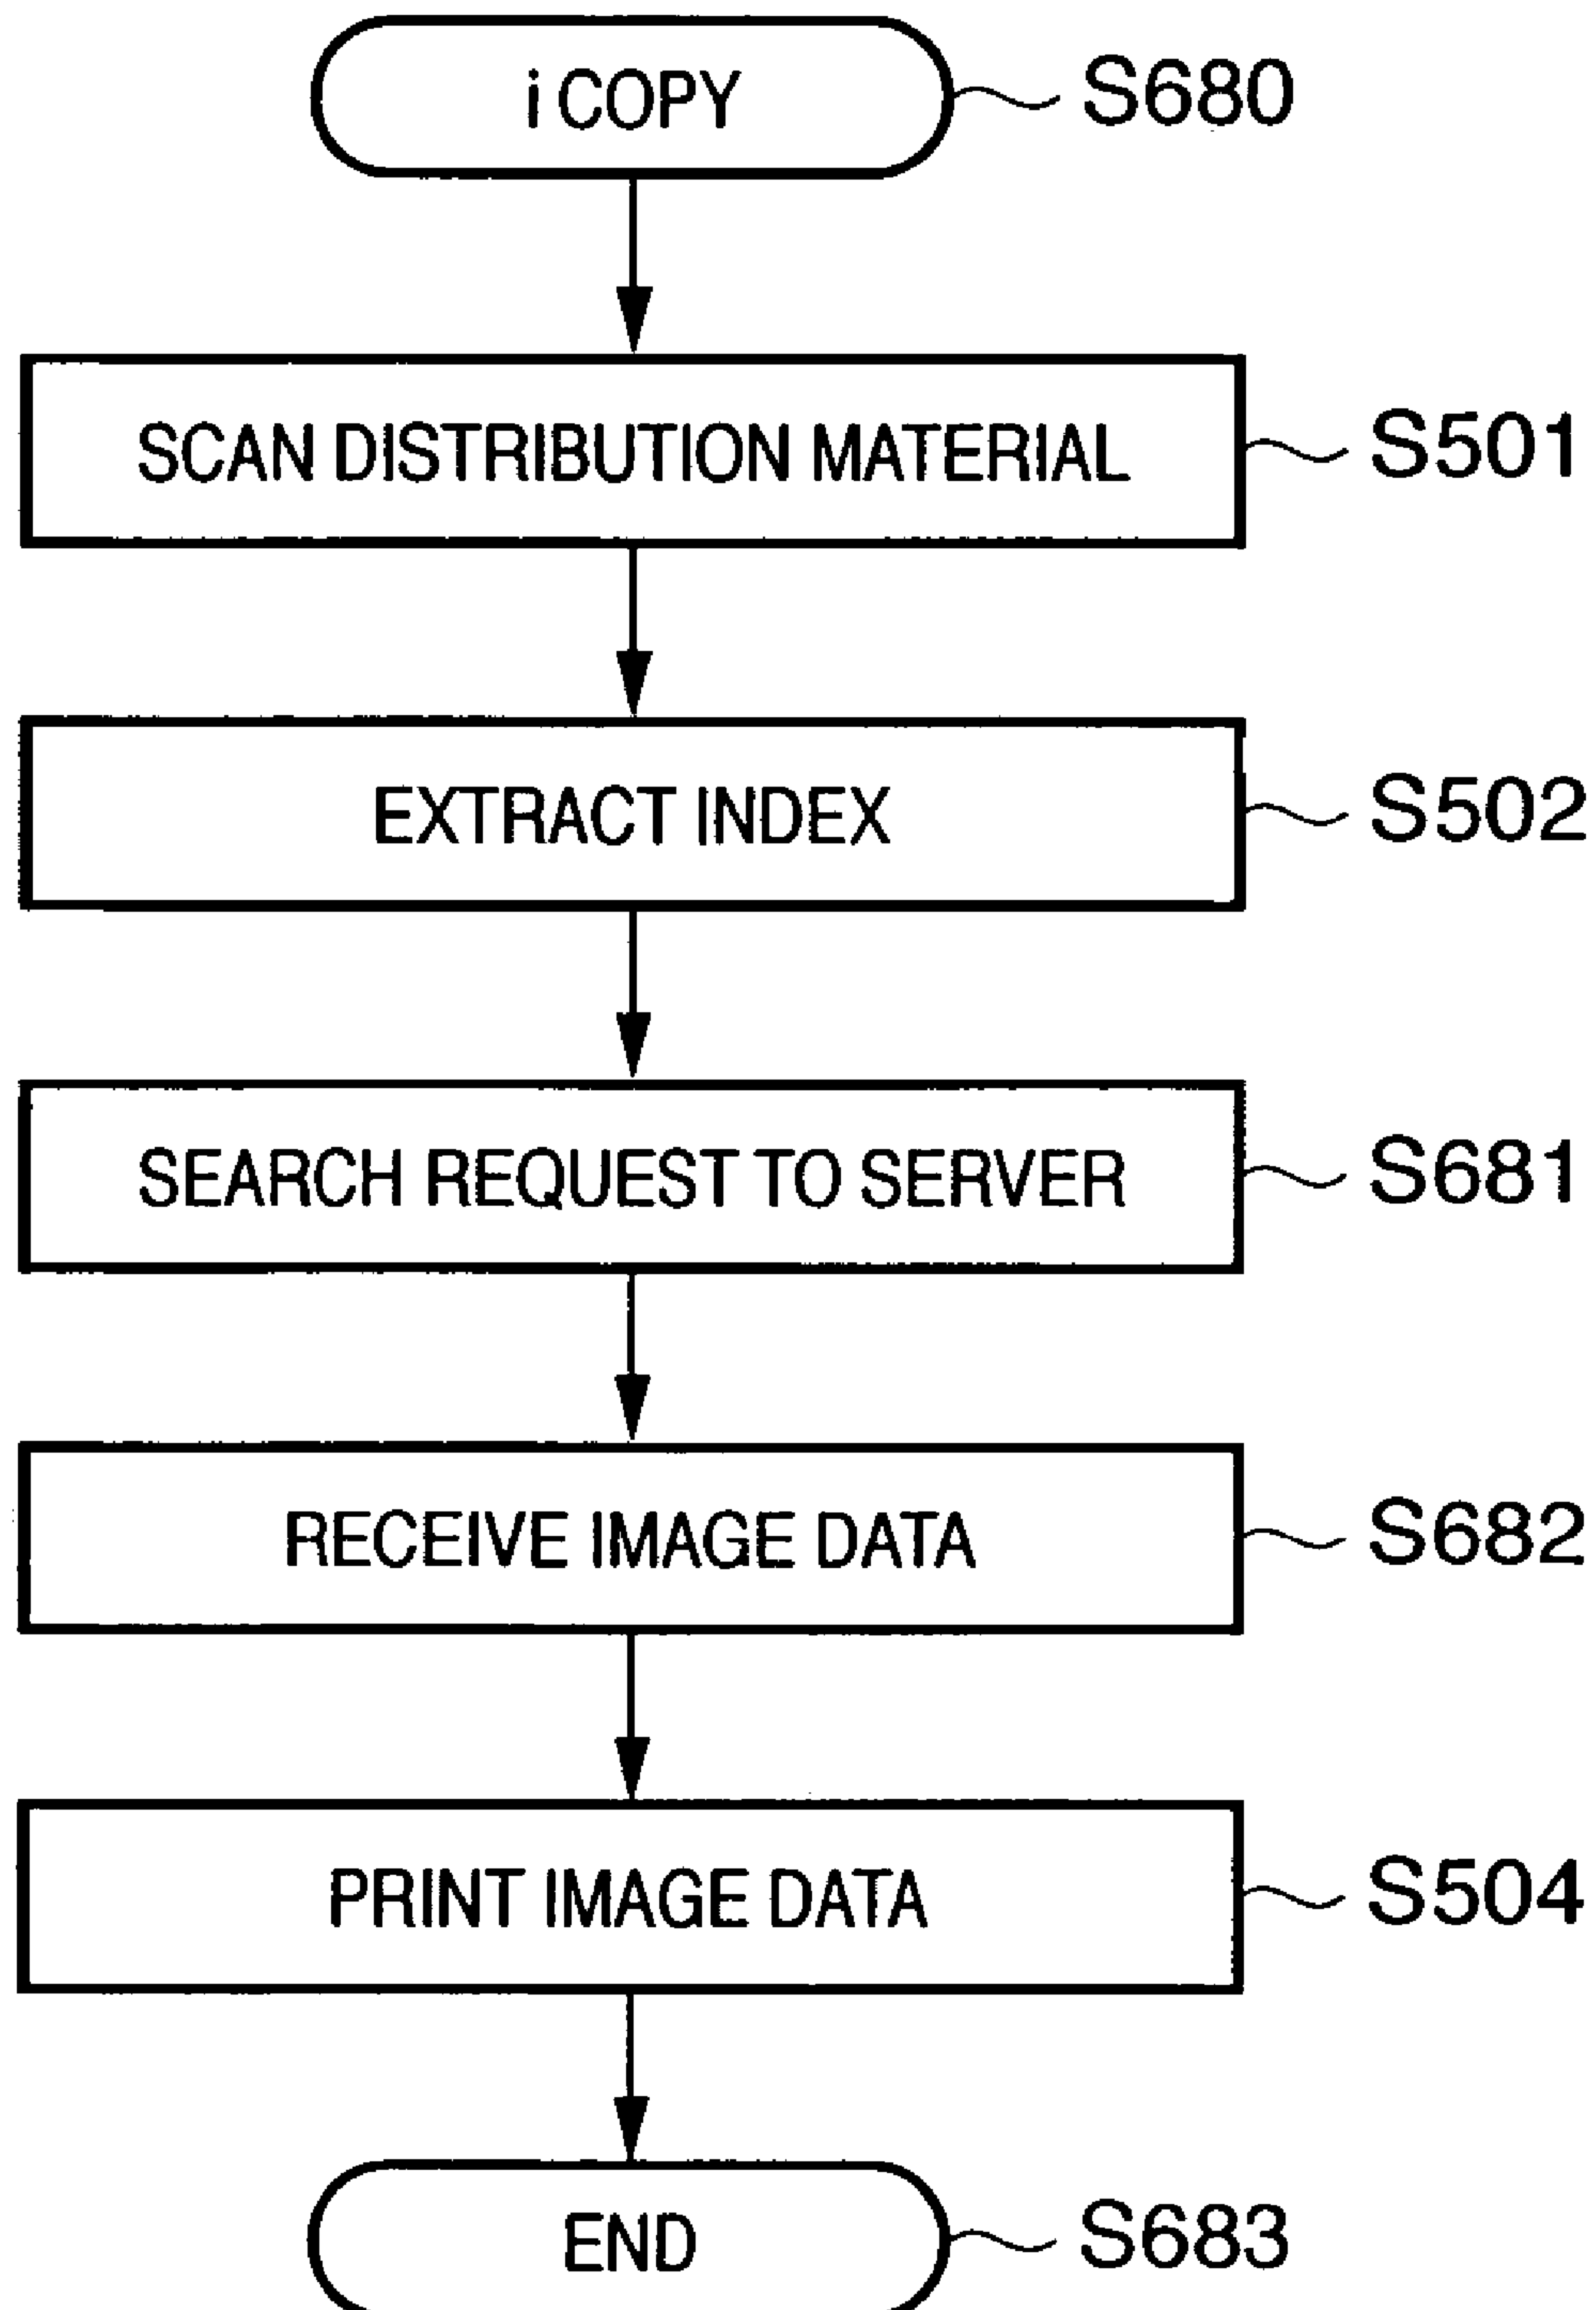 i COPY S680
SCAN DISTRIBUTION MATERIAL S501
EXTRACT INDEX S502
SEARCH REQUEST TO SERVER S681
RECEIVE IMAGE DATA S682
PRINT IMAGE DATA S504
END S683